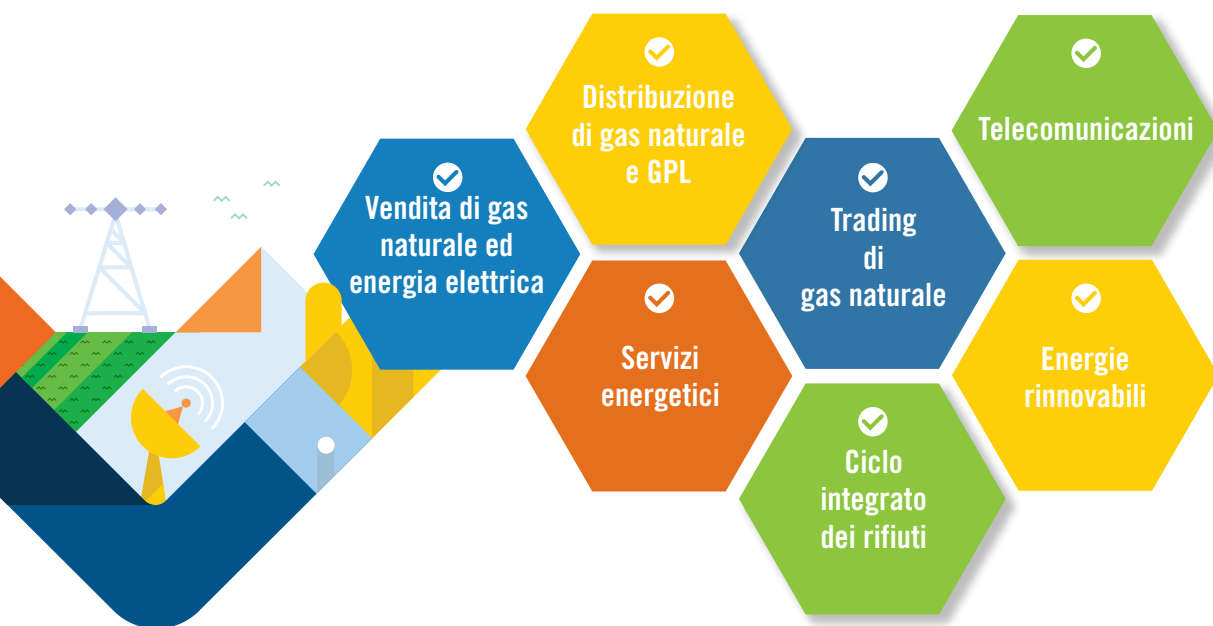 Distribuzione
di gas naturale
e GPL
Telecomunicazioni
Vendita di gas
naturale ed
energia elettrica
Trading
di
gas naturale
Servizi
energetici
Energie
rinnovabili
Ciclo
integrato
dei rifiuti